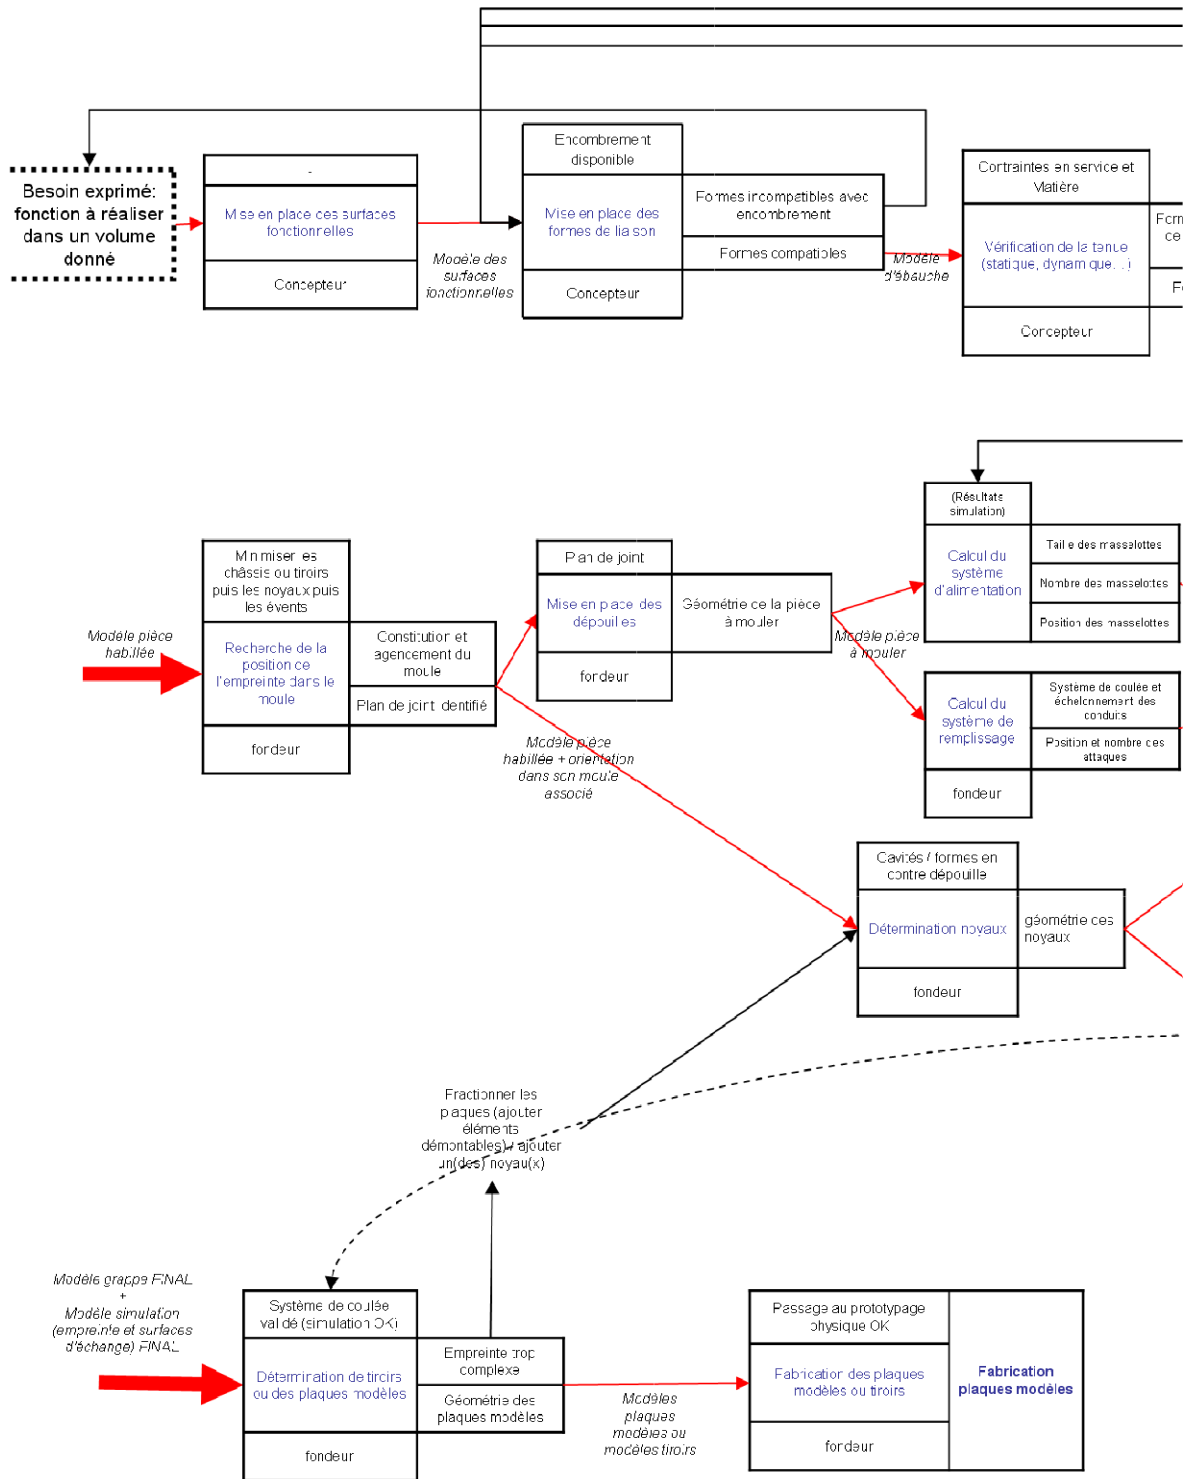 Besoin exprimé:
fonction à réaliser
dans un volume
donné
-
Mise en place des surfaces
fonctionnelles
Concepteur
Modèle des
surfaces
fonctionnelles
Encombrement
disponible
Mise en place des
formes de liaison
Concepteur
Formes incompatibles avec
encombrement
Formes compatibles
Modèle
d'ébauche
Contraintes en service et
Matière
Vérification de la tenue
(statique, dynamique...)
Concepteur
Modèle pièce
habillée
Minimiser les
châssis ou tiroirs
puis les noyaux puis
les évents
Recherche de la
position de
l'empreinte dans le
moule
fondeur
Constitution et
agencement du
moule
Plan de joint identifié
Plan de joint
Mise en place des
dépouilles
fondeur
Géométrie de la pièce
à mouler
Modèle pièce
à mouler
Modèle pièce
habillée + orientation
dans son moule
associé
(Résultats
simulation)
Calcul du
système
d'alimentation
Taille des masselottes
Nombre des masselottes
Position des masselottes
Calcul du
système de
remplissage
fondeur
Système de coulée et
échelonnement des
conduits
Position et nombre des
attaques
Cavités / formes en
contre dépouille
Détermination noyaux
fondeur
géométrie des
noyaux
Fractionner les
plaques (ajouter
éléments
démontables) / ajouter
un(des) noyau(x)
Modèle grappe FINAL
+
Modèle simulation
(empreinte et surfaces
d'échange) FINAL
Système de coulée
validé (simulation OK)
Détermination de tiroirs
ou des plaques modèles
fondeur
Empreinte trop
complexe
Géométrie des
plaques modèles
Modèles
plaques
modèles ou
modèles tiroirs
Passage au prototypage
physique OK
Fabrication des plaques
modèles ou tiroirs
fondeur
Fabrication
plaques modèles